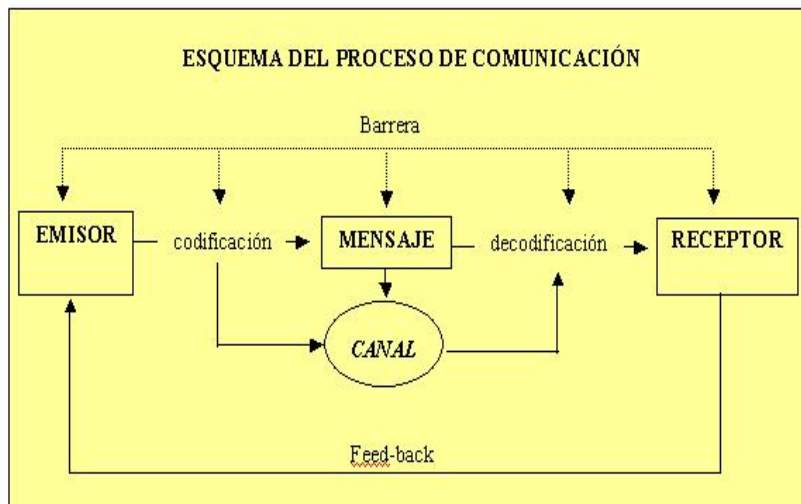 ESQUEMA DEL PROCESO DE COMUNICACIÓN
Barrera
EMISOR
codificación
MENSAJE
decodificación
RECEPTOR
CANAL
Feed-back